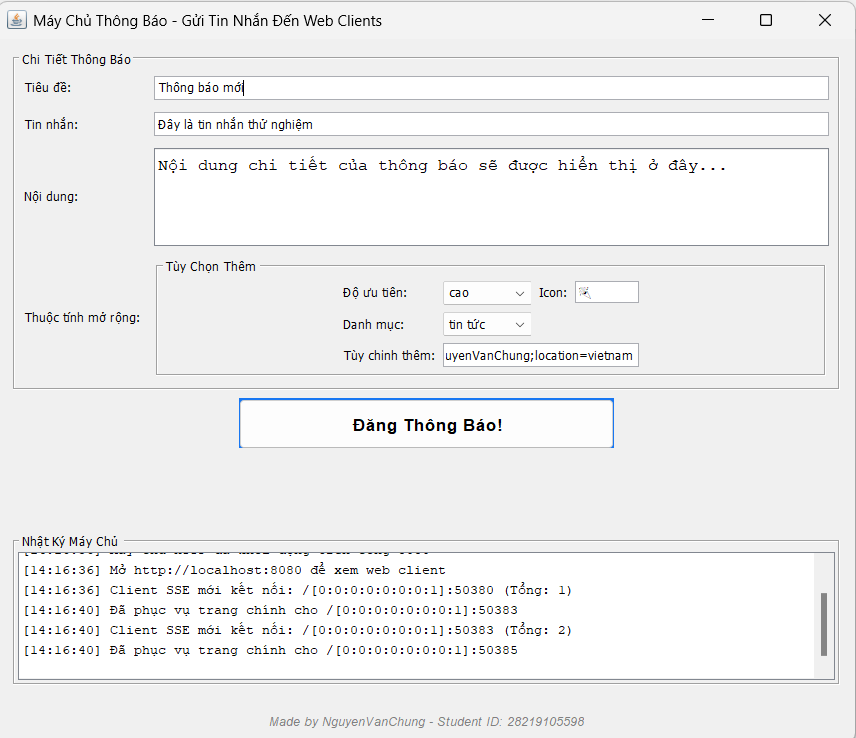 Máy Chủ Thông Báo - Gửi Tin Nhắn Đến Web Clients
Chi Tiết Thông Báo
Tiêu đề: Thông báo mới
Tin nhắn: Đây là tin nhắn thử nghiệm
Nội dung: Nội dung chi tiết của thông báo sẽ được hiển thị ở đây...
Thuộc tính mở rộng:
Tùy Chọn Thêm
Độ ưu tiên: cao Icon:
Danh mục: tin tức
Tùy chỉnh thêm: uyenVanChung;location=vietnam
Đăng Thông Báo!
Nhật Ký Máy Chủ
[14:16:36] Mở http://localhost:8080 để xem web client
[14:16:36] Client SSE mới kết nối: /[0:0:0:0:0:0:0:1]:50380 (Tổng: 1)
[14:16:40] Đã phục vụ trang chính cho /[0:0:0:0:0:0:0:1]:50383
[14:16:40] Client SSE mới kết nối: /[0:0:0:0:0:0:0:1]:50383 (Tổng: 2)
[14:16:40] Đã phục vụ trang chính cho /[0:0:0:0:0:0:0:1]:50385
Made by NguyenVanChung - Student ID: 28219105598